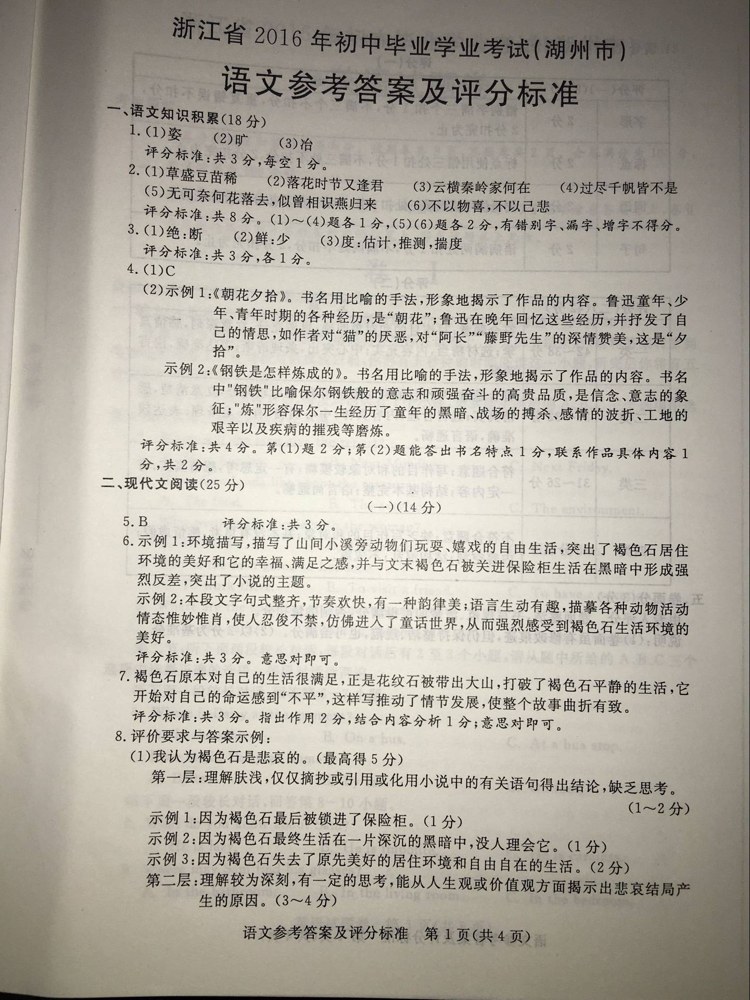 浙江省 2016 年初中毕业学业考试(湖州市)
语文参考答案及评分标准
一、语文知识积累(18 分)
1. (1)姿 (2)旷 (3)冶
评分标准:共 3 分,每空 1 分。
2. (1)草盛豆苗稀 (2)落花时节又逢君 (3)云横秦岭家何在 (4)过尽千帆皆不是
(5)无可奈何花落去,似曾相识燕归来 (6)不以物喜,不以己悲
评分标准:共 8 分。(1)～(4)题各 1 分,(5)(6)题各 2 分,有错别字、漏字、增字不得分。
3. (1)绝:断 (2)鲜:少 (3)度:估计,推测,揣度
评分标准:共 3 分,各 1 分。
4. (1)C
(2)示例 1:《朝花夕拾》。书名用比喻的手法,形象地揭示了作品的内容。鲁迅童年、少
年、青年时期的各种经历,是“朝花”;鲁迅在晚年回忆这些经历,并抒发了自
己的情思,如作者对“猫”的厌恶,对“阿长”“藤野先生”的深情赞美,这是“夕
拾”。
示例 2:《钢铁是怎样炼成的》。书名用比喻的手法,形象地揭示了作品的内容。书名
中"钢铁"比喻保尔钢铁般的意志和顽强奋斗的高贵品质,是信念、意志的象
征;"炼"形容保尔一生经历了童年的黑暗、战场的搏杀、感情的波折、工地的
艰辛以及疾病的摧残等磨炼。
评分标准:共 4 分。第(1)题 2 分;第(2)题能答出书名特点 1 分,联系作品具体内容 1
分,共 2 分。
二、现代文阅读(25 分)
(一)(14 分)
5. B 评分标准:共 3 分。
6. 示例 1:环境描写,描写了山间小溪旁动物们玩耍、嬉戏的自由生活,突出了褐色石居住
环境的美好和它的幸福、满足之感,并与文末褐色石被关进保险柜生活在黑暗中形成强
烈反差,突出了小说的主题。
示例 2:本段文字句式整齐,节奏欢快,有一种韵律美;语言生动有趣,描摹各种动物活动
情态惟妙惟肖,使人忍俊不禁,仿佛进入了童话世界,从而强烈感受到褐色石生活环境的
美好。
评分标准:共 3 分。意思对即可。
7. 褐色石原本对自己的生活很满足,正是花纹石被带出大山,打破了褐色石平静的生活,它
开始对自己的命运感到“不平”,这样写推动了情节发展,使整个故事曲折有致。
评分标准:共 3 分。指出作用 2 分,结合内容分析 1 分;意思对即可。
8. 评价要求与答案示例:
(1)我认为褐色石是悲哀的。(最高得 5 分)
第一层:理解肤浅,仅仅摘抄或引用或化用小说中的有关语句得出结论,缺乏思考。
(1～2 分)
示例 1:因为褐色石最后被锁进了保险柜。(1 分)
示例 2:因为褐色石最终生活在一片深沉的黑暗中,没人理会它。(1 分)
示例 3:因为褐色石失去了原先美好的居住环境和自由自在的生活。(2 分)
第二层:理解较为深刻,有一定的思考,能从人生观或价值观方面揭示出悲哀结局产
生的原因。(3～4 分)
语文参考答案及评分标准 第 1 页(共 4 页)